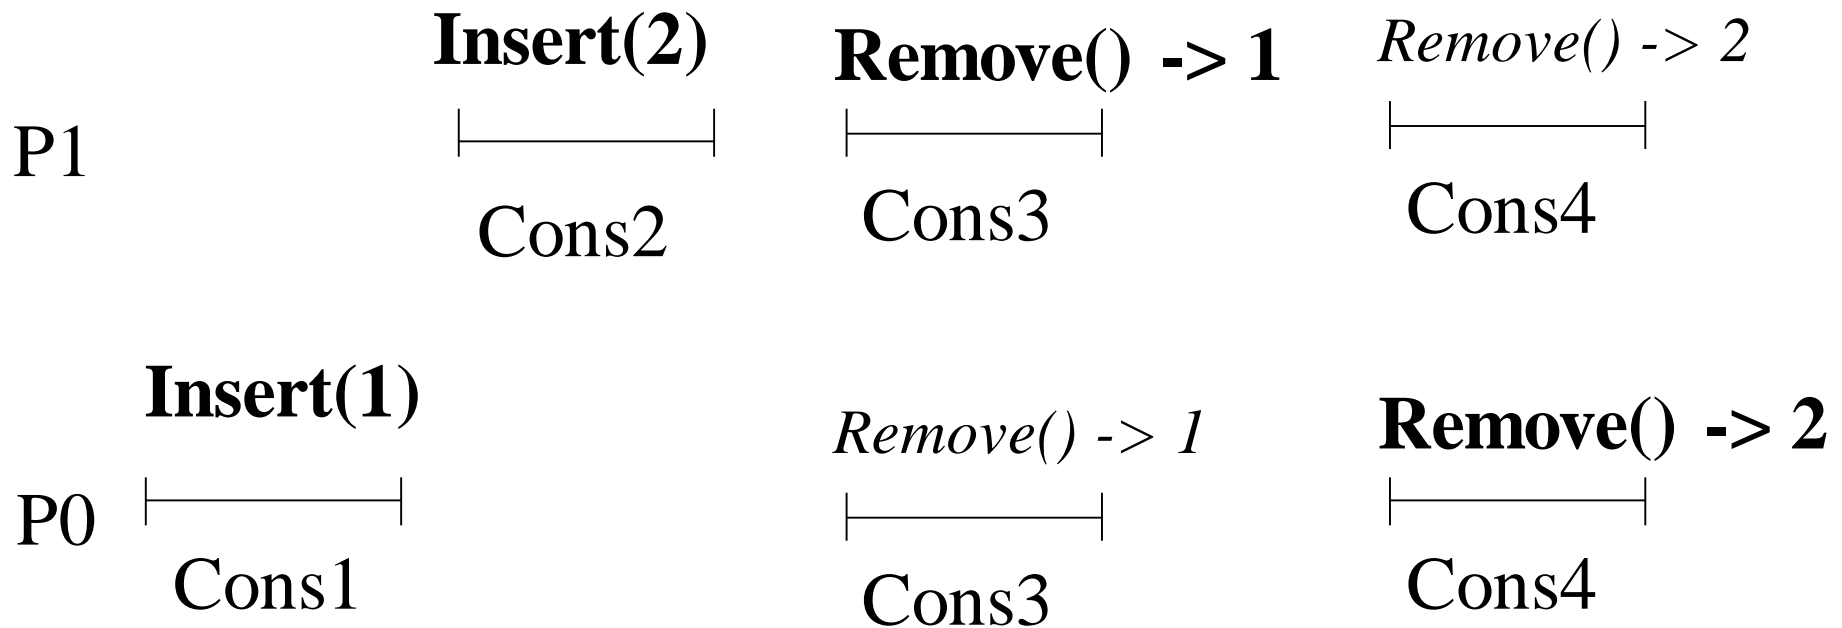 Insert(2) Remove() -> 1 Remove() -> 2
P1
Cons2 Cons3 Cons4
Insert(1) Remove() -> 1 Remove() -> 2
P0
Cons1 Cons3 Cons4